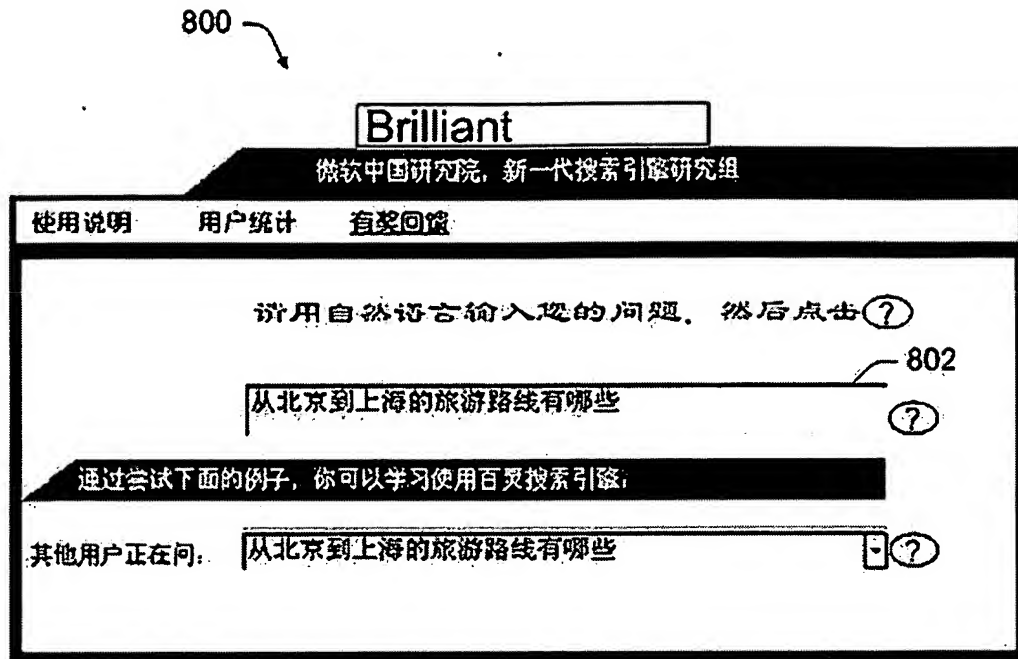 800
Brilliant
微软中国研究院，新一代搜索引擎研究组
使用说明 用户统计 有奖回馈
请用自然语言输入您的问题，然后点击 ?
802
从北京到上海的旅游路线有哪些 ?
通过尝试下面的例子，你可以学习使用百灵搜索引擎：
其他用户正在问： 从北京到上海的旅游路线有哪些 ?